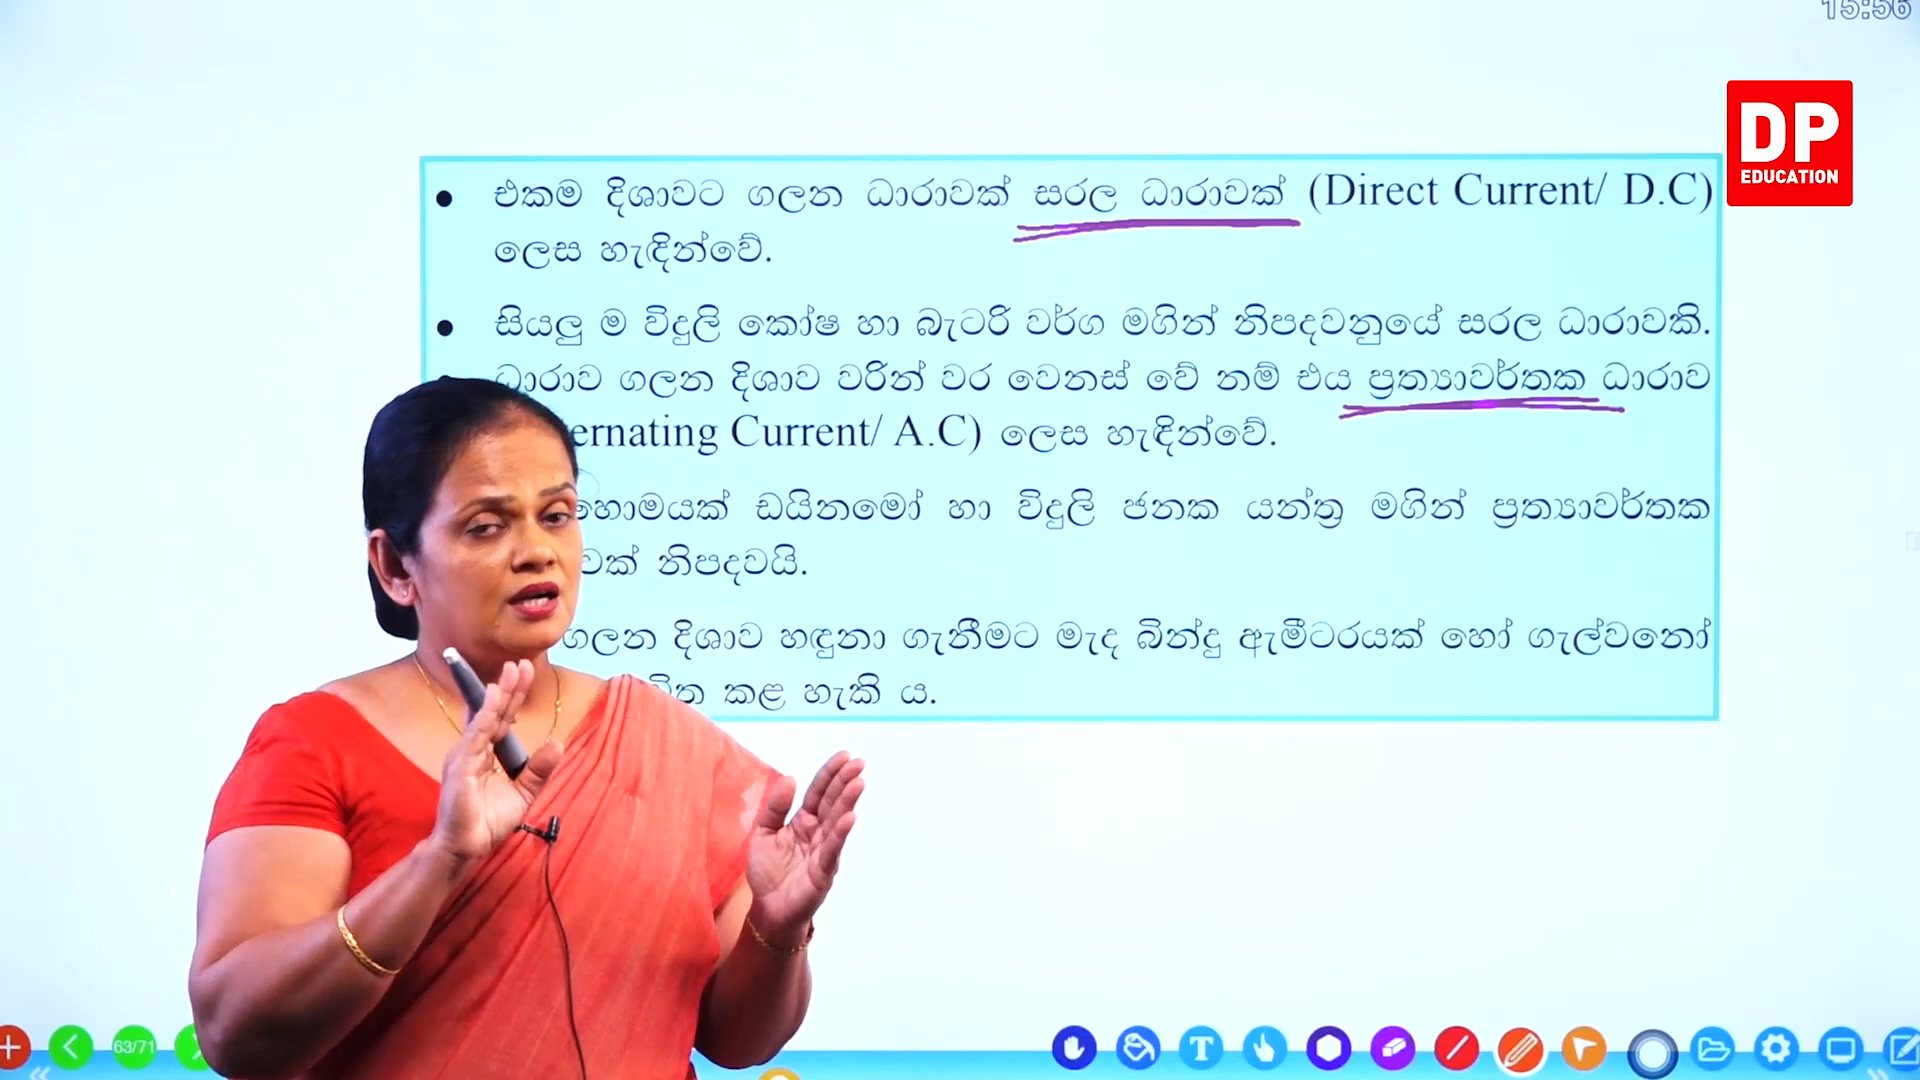 15:56
DP
EDUCATION
• එකම දිශාවට ගලන ධාරාවක් සරල ධාරාවක් (Direct Current/ D.C)
ලෙස හැඳින්වේ.
• සියලු ම විදුලි කෝෂ හා බැටරි වර්ග මගින් නිපදවනුයේ සරල ධාරාවකි.
ධාරාව ගලන දිශාව වරින් වර වෙනස් වේ නම් එය ප්‍රත්‍යාවර්තක ධාරාව
ernating Current/ A.C) ලෙස හැඳින්වේ.
හොමයක් ඩයිනමෝ හා විදුලි ජනක යන්ත්‍ර මගින් ප්‍රත්‍යාවර්තක
වක් නිපදවයි.
ගලන දිශාව හඳුනා ගැනීමට මැද බින්දු ඇමීටරයක් හෝ ගැල්වනෝ
කළ හැකි ය.
63/71